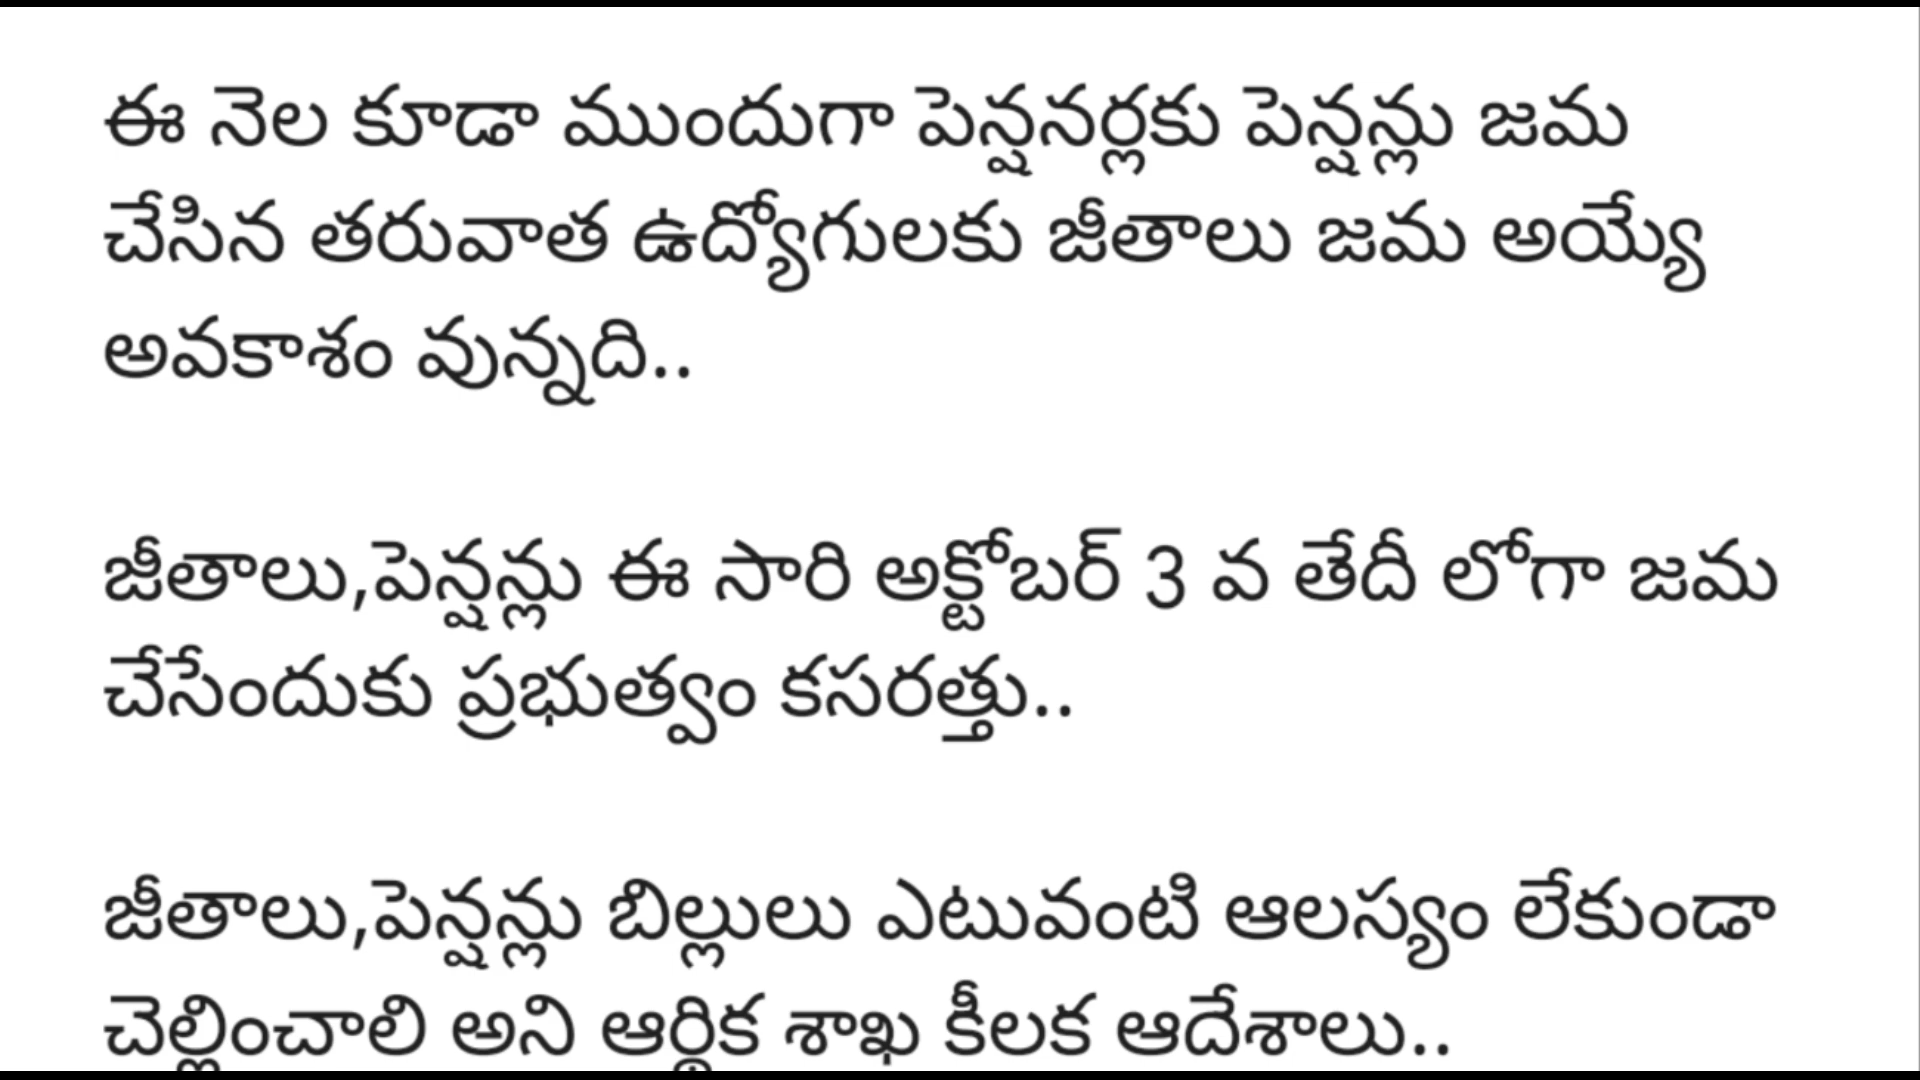 ఈ నెల కూడా ముందుగా పెన్షనర్లకు పెన్షన్లు జమ
చేసిన తరువాత ఉద్యోగులకు జీతాలు జమ అయ్యే
అవకాశం వున్నది..
జీతాలు,పెన్షన్లు ఈ సారి అక్టోబర్ 3 వ తేదీ లోగా జమ
చేసేందుకు ప్రభుత్వం కసరత్తు..
జీతాలు,పెన్షన్లు బిల్లులు ఎటువంటి ఆలస్యం లేకుండా
చెల్లించాలి అని ఆర్థిక శాఖ కీలక ఆదేశాలు..